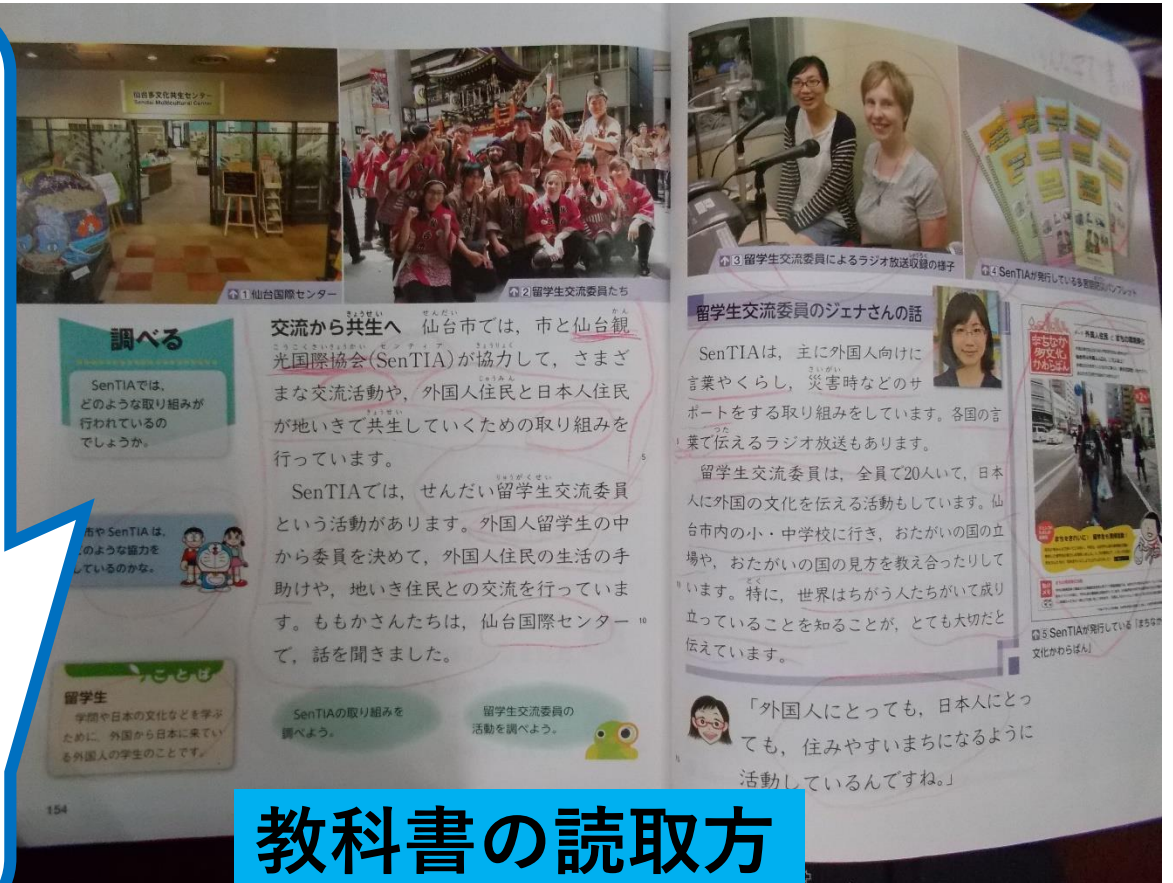 仙台多文化共生センター
Sendai Multicultural Center
1 仙台国際センター
2 留学生交流委員たち
3 留学生交流委員によるラジオ放送収録の様子
4 SenTIAが発行している多言語防災パンフレット
調べる
SenTIAでは,
どのような取り組みが
行われているの
でしょうか。
市や SenTIA は,
のような協力を
しているのかな。
ことば
留学生
学問や日本の文化などを学ぶ
ために, 外国から日本に来てい
る外国人の学生のことです。
154
交流から共生へ 仙台市では, 市と仙台観
光国際協会(SenTIA)が協力して, さまざ
まな交流活動や, 外国人住民と日本人住民
が地いきで共生していくための取り組みを
行っています。
5
SenTIAでは, せんだい留学生交流委員
という活動があります。外国人留学生の中
から委員を決めて, 外国人住民の生活の手
助けや, 地いき住民との交流を行っていま
す。ももかさんたちは, 仙台国際センター
10
で, 話を聞きました。
SenTIAの取り組みを
調べよう。
留学生交流委員の
活動を調べよう。
留学生交流委員のジェナさんの話
SenTIAは, 主に外国人向けに
言葉やくらし, 災害時などのサ
ポートをする取り組みをしています。各国の言
葉で伝えるラジオ放送もあります。
留学生交流委員は, 全員で20人いて, 日本
人に外国の文化を伝える活動もしています。仙
台市内の小・中学校に行き, おたがいの国の立
場や, おたがいの国の見方を教え合ったりして
います。特に, 世界はちがう人たちがいて成り
立っていることを知ることが, とても大切だと
伝えています。
まちなか
多文化
かわらばん
5 SenTIAが発行している「まちなか
文化かわらばん」
「外国人にとっても, 日本人にとっ
ても, 住みやすいまちになるように
活動しているんですね。」
教科書の読取方